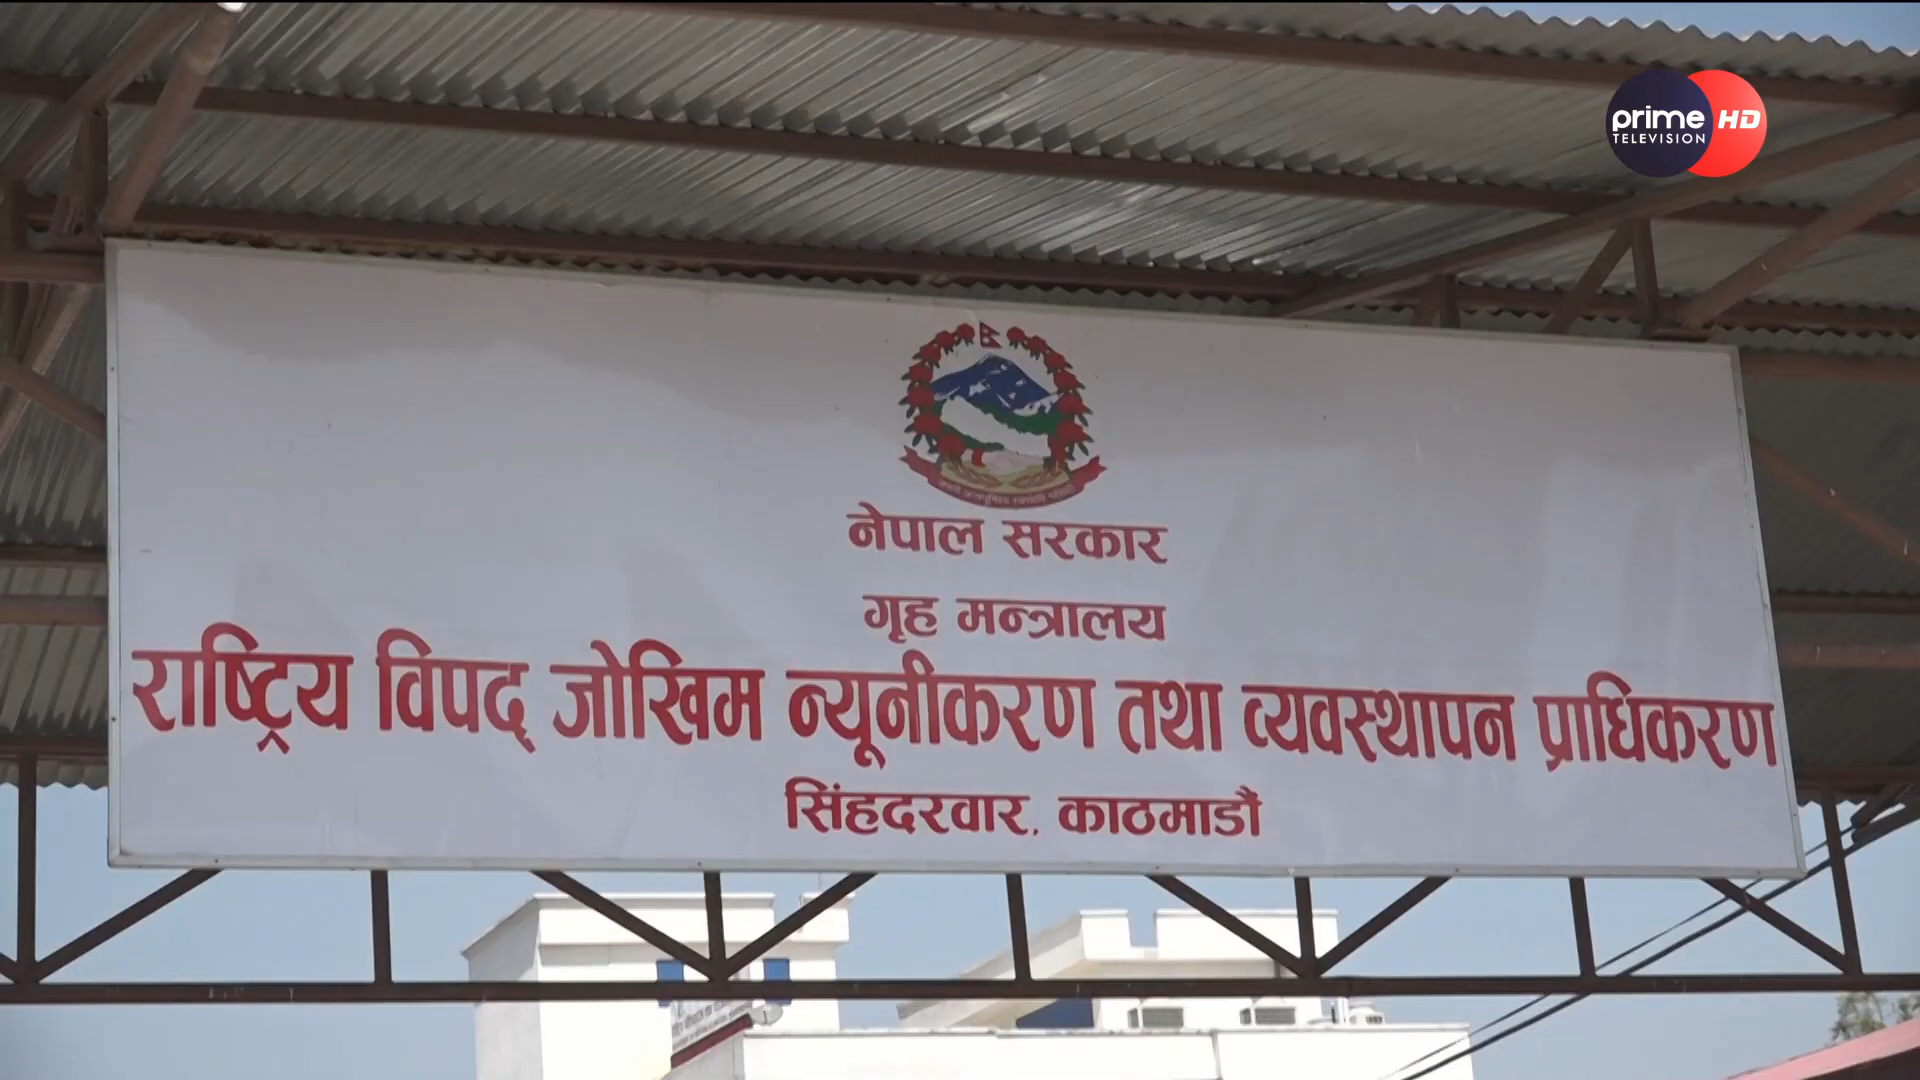 prime HD
TELEVISION
नेपाल सरकार
गृह मन्त्रालय
राष्ट्रिय विपद् जोखिम न्यूनीकरण तथा व्यवस्थापन प्राधिकरण
सिंहदरवार, काठमाडौं